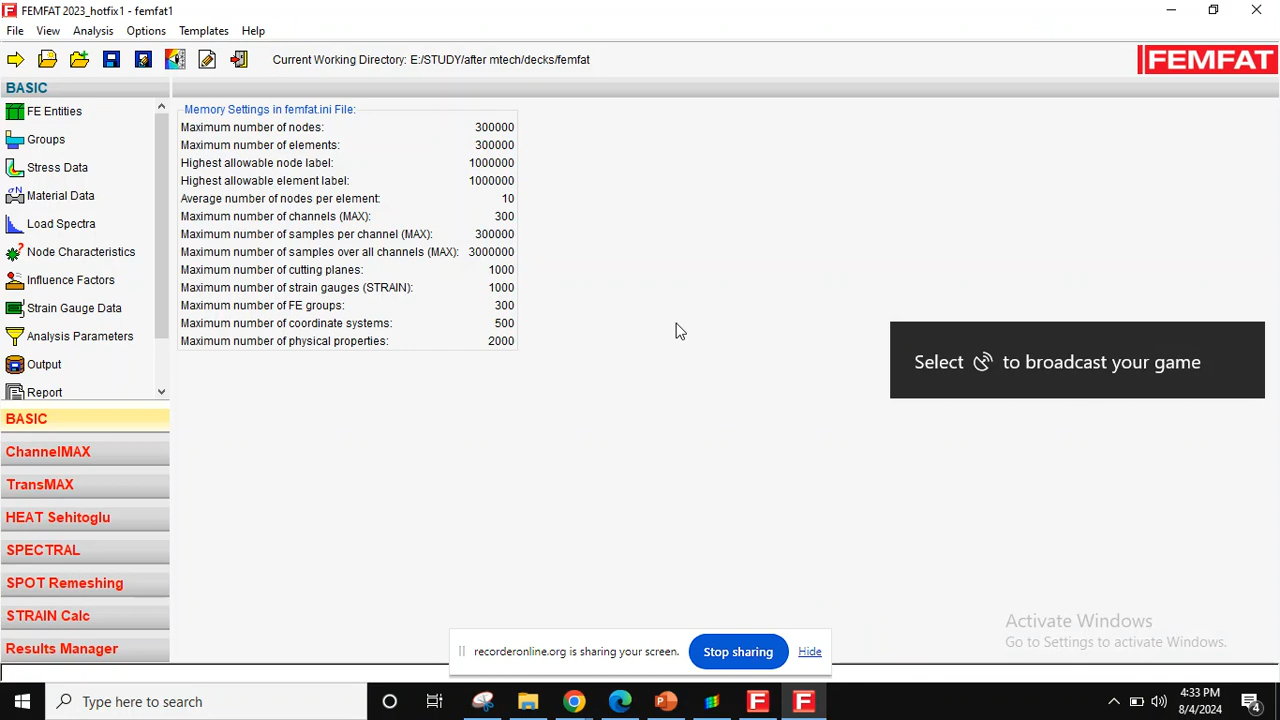 FEMFAT 2023_hotfix1 - femfat1
File View Analysis Options Templates Help
Current Working Directory: E:/STUDY/after mtech/decks/femfat
FEMFAT
BASIC
FE Entities
Groups
Stress Data
Material Data
Load Spectra
Node Characteristics
Influence Factors
Strain Gauge Data
Analysis Parameters
Output
Report
BASIC
ChannelMAX
TransMAX
HEAT Sehitoglu
SPECTRAL
SPOT Remeshing
STRAIN Calc
Results Manager
Memory Settings in femfat.ini File:
Maximum number of nodes: 300000
Maximum number of elements: 300000
Highest allowable node label: 1000000
Highest allowable element label: 1000000
Average number of nodes per element: 10
Maximum number of channels (MAX): 300
Maximum number of samples per channel (MAX): 300000
Maximum number of samples over all channels (MAX): 3000000
Maximum number of cutting planes: 1000
Maximum number of strain gauges (STRAIN): 1000
Maximum number of FE groups: 300
Maximum number of coordinate systems: 500
Maximum number of physical properties: 2000
Select to broadcast your game
Activate Windows
Go to Settings to activate Windows.
recorderonline.org is sharing your screen. Stop sharing Hide
Type here to search
4:33 PM
8/4/2024
4